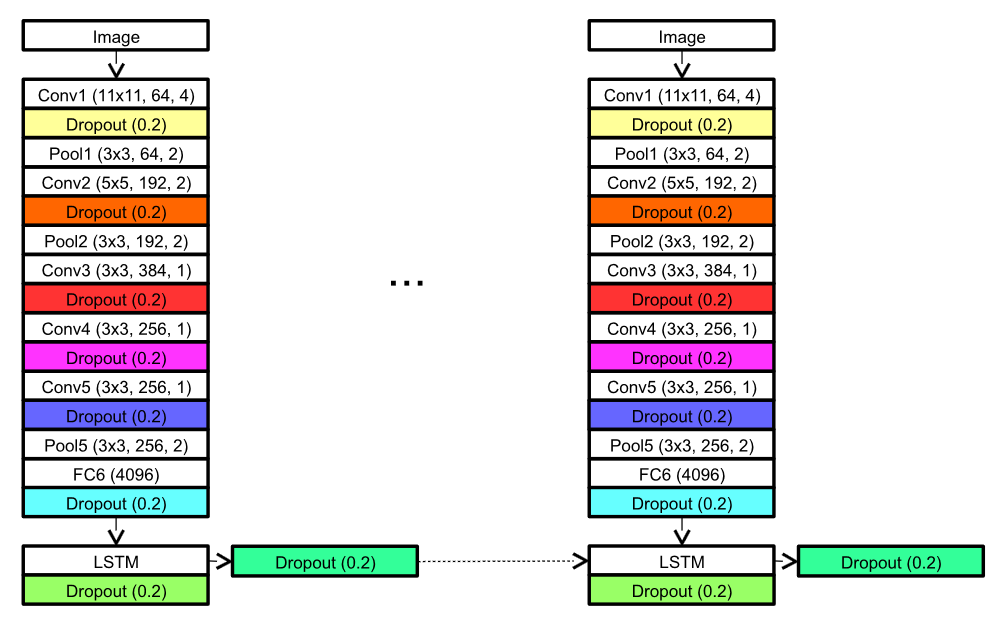 Image
Conv1 (11x11, 64, 4)
Dropout (0.2)
Pool1 (3x3, 64, 2)
Conv2 (5x5, 192, 2)
Dropout (0.2)
Pool2 (3x3, 192, 2)
Conv3 (3x3, 384, 1)
Dropout (0.2)
Conv4 (3x3, 256, 1)
Dropout (0.2)
Conv5 (3x3, 256, 1)
Dropout (0.2)
Pool5 (3x3, 256, 2)
FC6 (4096)
Dropout (0.2)
LSTM
Dropout (0.2)
Dropout (0.2)
...
Image
Conv1 (11x11, 64, 4)
Dropout (0.2)
Pool1 (3x3, 64, 2)
Conv2 (5x5, 192, 2)
Dropout (0.2)
Pool2 (3x3, 192, 2)
Conv3 (3x3, 384, 1)
Dropout (0.2)
Conv4 (3x3, 256, 1)
Dropout (0.2)
Conv5 (3x3, 256, 1)
Dropout (0.2)
Pool5 (3x3, 256, 2)
FC6 (4096)
Dropout (0.2)
LSTM
Dropout (0.2)
Dropout (0.2)